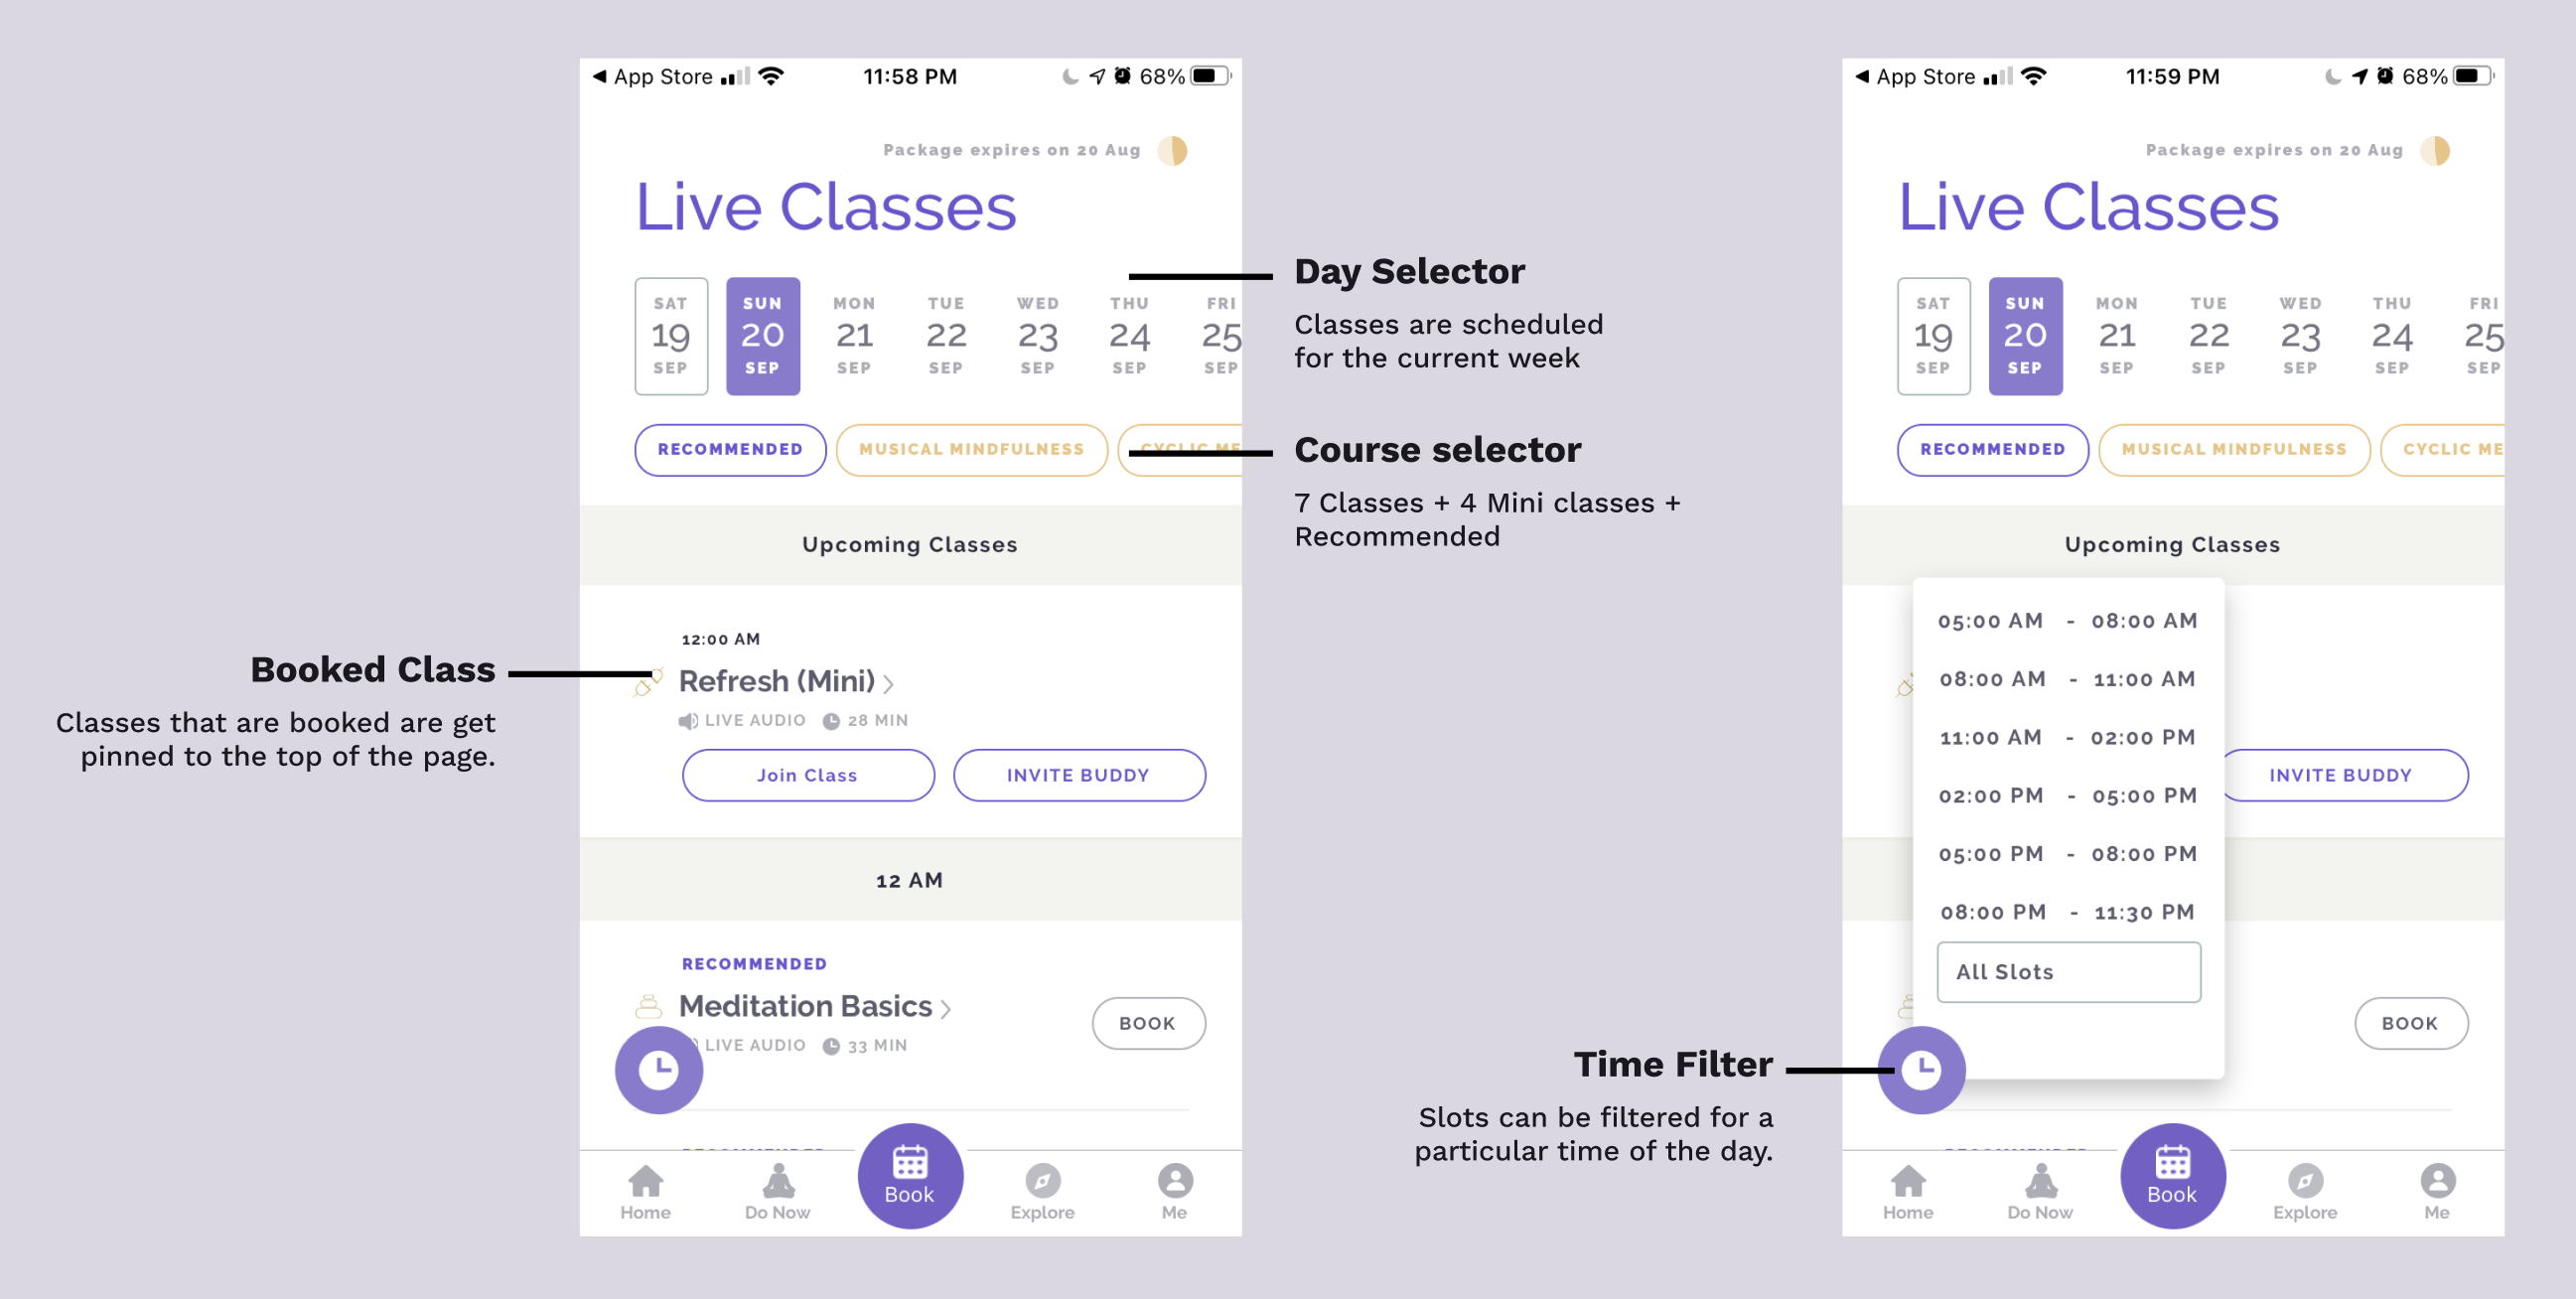 App Store
11:58 PM
68%
Package expires on 20 Aug
Live Classes
SAT SUN MON TUE WED THU FRI
19 20 21 22 23 24 25
SEP SEP SEP SEP SEP SEP SEP
RECOMMENDED
MUSICAL MINDFULNESS
CYCLIC ME
Upcoming Classes
12:00 AM
Refresh (Mini)
LIVE AUDIO 28 MIN
Join Class
INVITE BUDDY
12 AM
RECOMMENDED
Meditation Basics
LIVE AUDIO 33 MIN
BOOK
RECOMMENDED
Home
Do Now
Book
Explore
Me
Booked Class
Classes that are booked are get
pinned to the top of the page.
Day Selector
Classes are scheduled
for the current week
Course selector
7 Classes + 4 Mini classes +
Recommended
App Store
11:59 PM
68%
Package expires on 20 Aug
Live Classes
SAT SUN MON TUE WED THU FRI
19 20 21 22 23 24 25
SEP SEP SEP SEP SEP SEP SEP
RECOMMENDED
MUSICAL MINDFULNESS
CYCLIC ME
Upcoming Classes
05:00 AM - 08:00 AM
08:00 AM - 11:00 AM
11:00 AM - 02:00 PM
02:00 PM - 05:00 PM
05:00 PM - 08:00 PM
08:00 PM - 11:30 PM
All Slots
INVITE BUDDY
BOOK
RECOMMENDED
Home
Do Now
Book
Explore
Me
Time Filter
Slots can be filtered for a
particular time of the day.